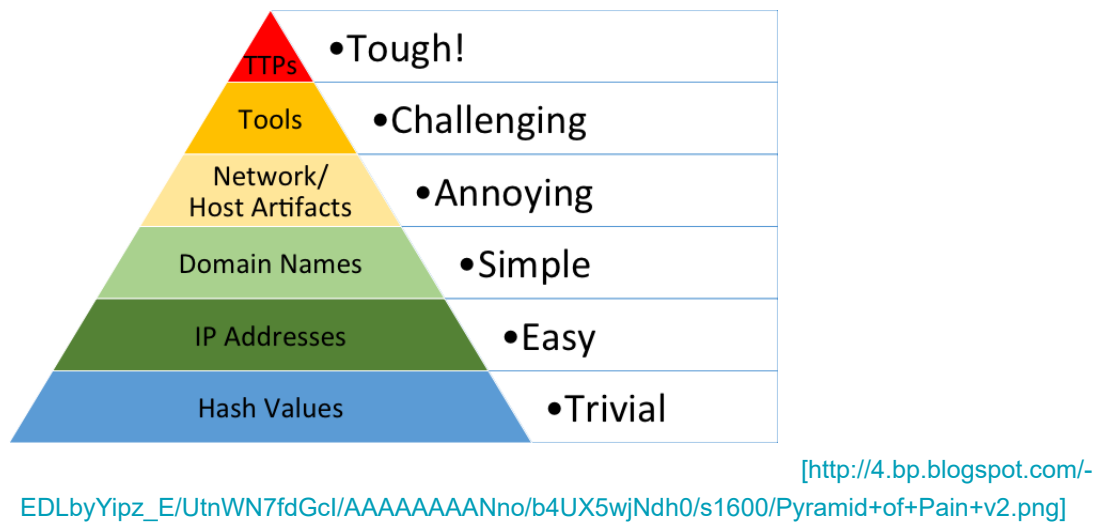 TTPs
•Tough!
Tools
•Challenging
Network/
Host Artifacts
•Annoying
Domain Names
•Simple
IP Addresses
•Easy
Hash Values
•Trivial
[http://4.bp.blogspot.com/-
EDLbyYipz_E/UtnWN7fdGcI/AAAAAAAANno/b4UX5wjNdh0/s1600/Pyramid+of+Pain+v2.png]